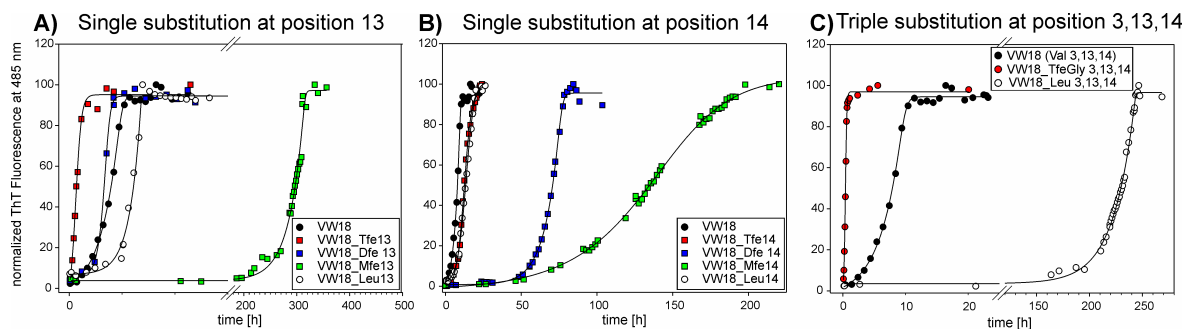 A) Single substitution at position 13
B) Single substitution at position 14
C) Triple substitution at position 3,13,14
normalized ThT Fluorescence at 485 nm
120
100
80
60
40
20
0
0
200
300
400
500
time [h]
VW18
VW18_Tfe13
VW18_Dfe 13
VW18_Mfe13
VW18_Leu13
120
100
80
60
40
20
0
0
50
100
150
200
time [h]
VW18
VW18_Tfe14
VW18_Dfe 14
VW18_Mfe14
VW18_Leu14
120
100
80
60
40
20
0
0
10
20
100
150
200
250
time [h]
VW18 (Val 3,13,14)
VW18_TfeGly 3,13,14
VW18_Leu 3,13,14